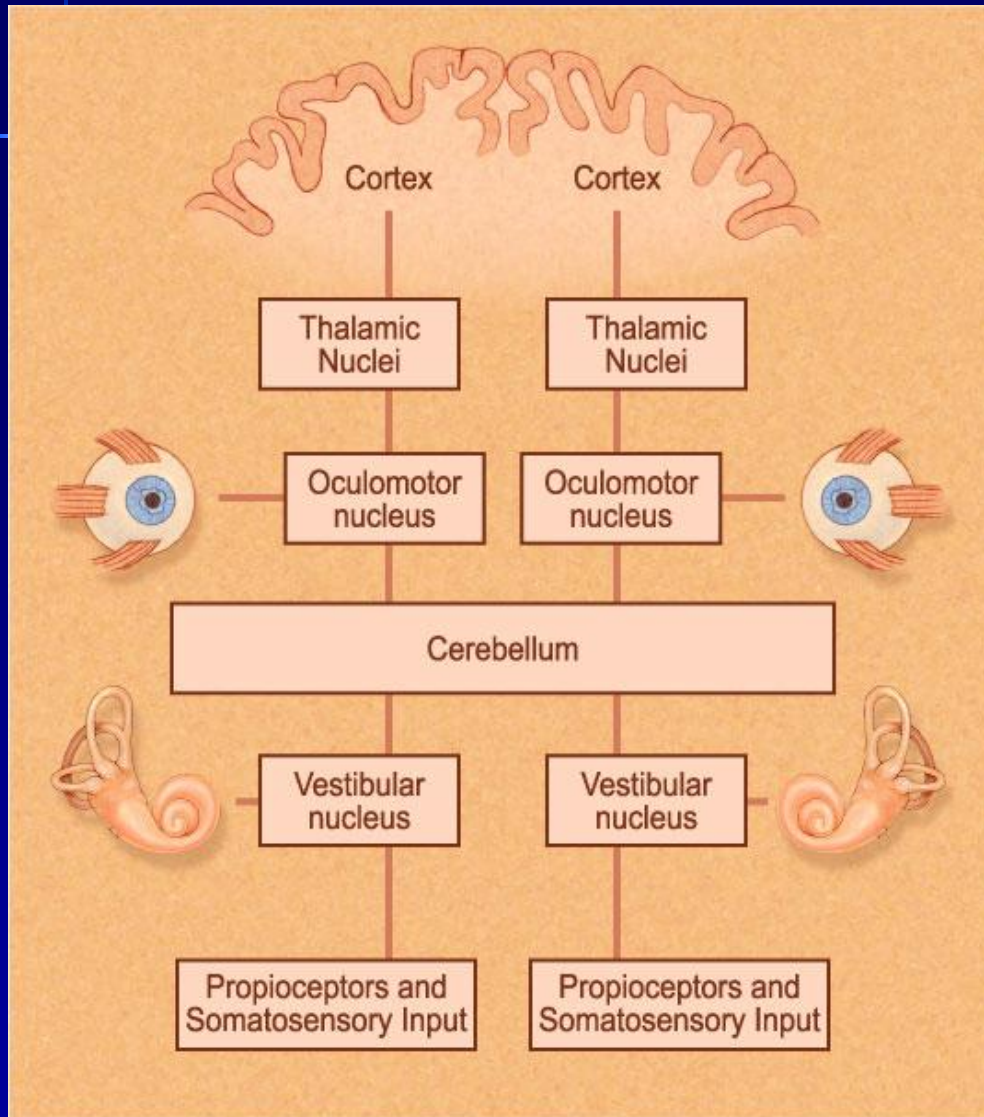 Cortex
Cortex
Thalamic
Nuclei
Thalamic
Nuclei
Oculomotor
nucleus
Oculomotor
nucleus
Cerebellum
Vestibular
nucleus
Vestibular
nucleus
Propioceptors and
Somatosensory Input
Propioceptors and
Somatosensory Input